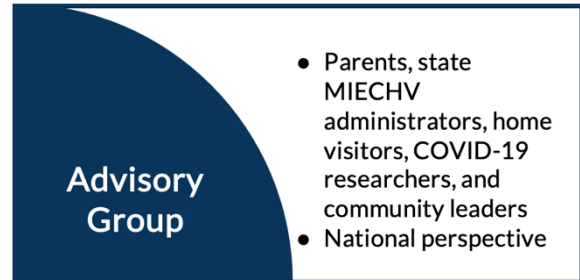 Advisory
Group
● Parents, state
MIECHV
administrators, home
visitors, COVID-19
researchers, and
community leaders
● National perspective